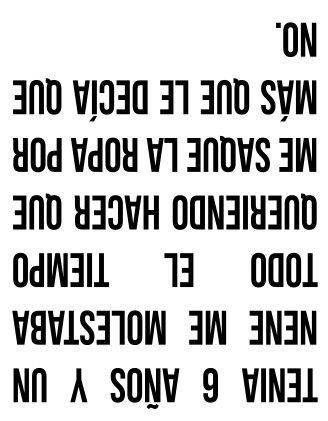 TENIA 6 AÑOS Y UN
NENE ME MOLESTABA
TODO EL TIEMPO
QUERIENDO HACER QUE
ME SAQUE LA ROPA POR
MÁS QUE LE DECÍA QUE
NO.